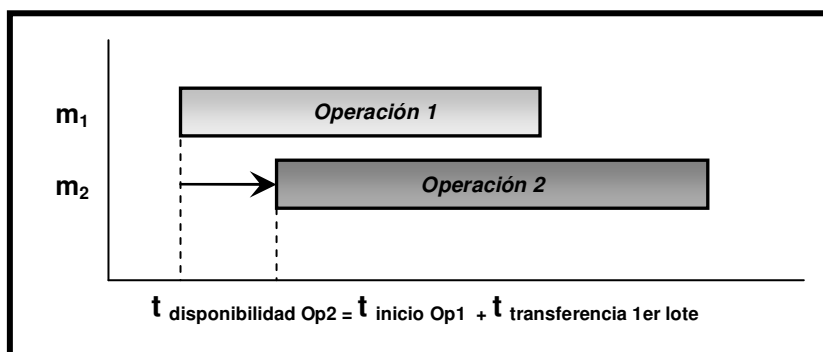 m1
Operación 1
m2
Operación 2
t disponibilidad Op2 = t inicio Op1 + t transferencia 1er lote